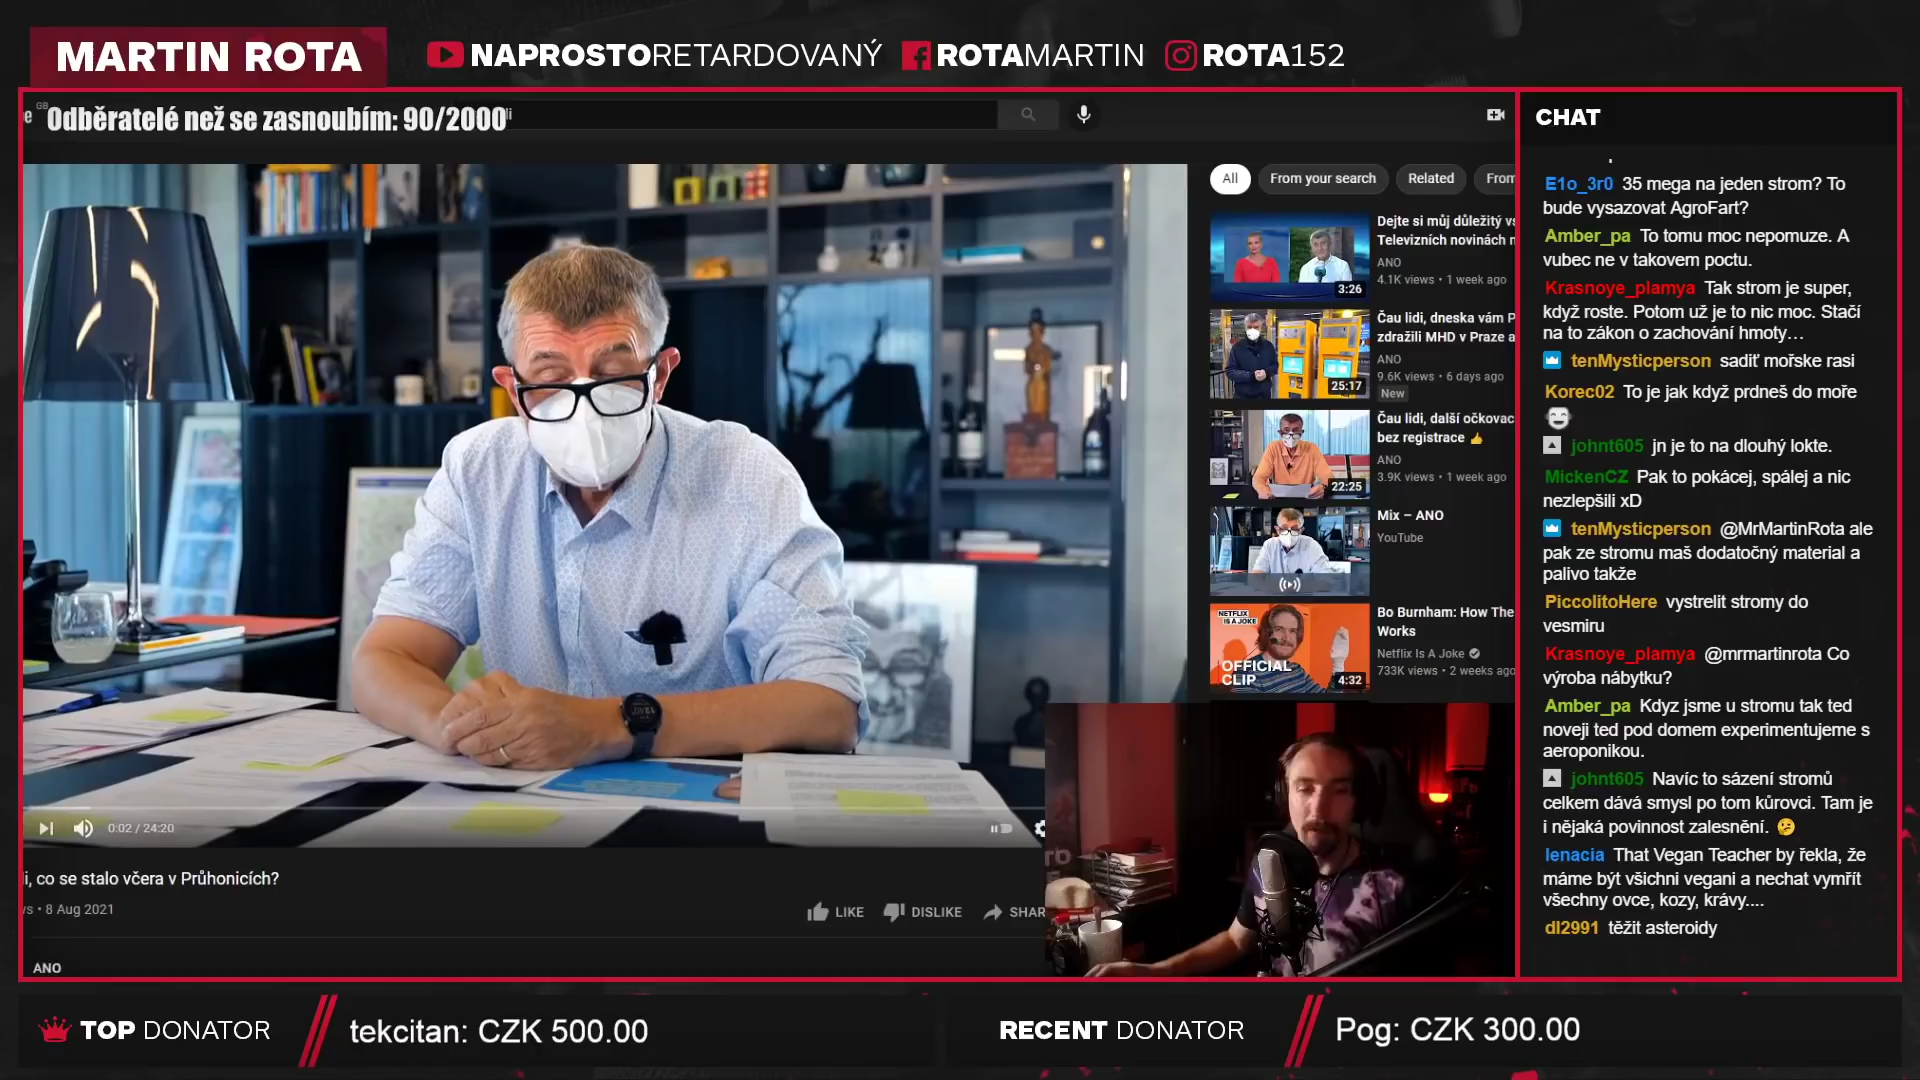 MARTIN ROTA
NAPROSTORETARDOVANÝ
ROTAMARTIN
ROTA152
Odběratelé než se zasnoubím: 90/2000
GB
CHAT
E1o_3r0 35 mega na jeden strom? To
bude vysazovat AgroFart?
Amber_pa To tomu moc nepomuze. A
vubec ne v takovem poctu.
Krasnoye_plamya Tak strom je super,
když roste. Potom už je to nic moc. Stačí
na to zákon o zachování hmoty…
tenMysticperson sadiť mořske rasi
Korec02 To je jak když prdneš do moře
johnt605 jn je to na dlouhý lokte.
MickenCZ Pak to pokácej, spálej a nic
nezlepšili xD
tenMysticperson @MrMartinRota ale
pak ze stromu maš dodatočný material a
palivo takže
PiccolitoHere vystrelit stromy do
vesmiru
Krasnoye_plamya @mrmartinrota Co
výroba nábytku?
Amber_pa Kdyz jsme u stromu tak ted
noveji ted pod domem experimentujeme s
aeroponikou.
johnt605 Navíc to sázení stromů
celkem dává smysl po tom kůrovci. Tam je
i nějaká povinnost zalesnění. 🤔
lenacia That Vegan Teacher by řekla, že
máme být všichni vegani a nechat vymřít
všechny ovce, kozy, krávy....
dl2991 těžit asteroidy
All
From your search
Related
From
Dejte si můj důležitý vs
Televizních novinách n
ANO
4.1K views • 1 week ago
3:26
Čau lidi, dneska vám P
zdražili MHD v Praze a
ANO
9.6K views • 6 days ago
New
25:17
Čau lidi, další očkovac
bez registrace 👍
ANO
3.9K views • 1 week ago
22:25
Mix – ANO
YouTube
Bo Burnham: How The
Works
Netflix Is A Joke
733K views • 2 weeks ago
NETFLIX
IS A JOKE
OFFICIAL
CLIP
4:32
0:02 / 24:20
i, co se stalo včera v Průhonicích?
vs • 8 Aug 2021
LIKE
DISLIKE
SHAR
ANO
TOP DONATOR
tekcitan: CZK 500.00
RECENT DONATOR
Pog: CZK 300.00